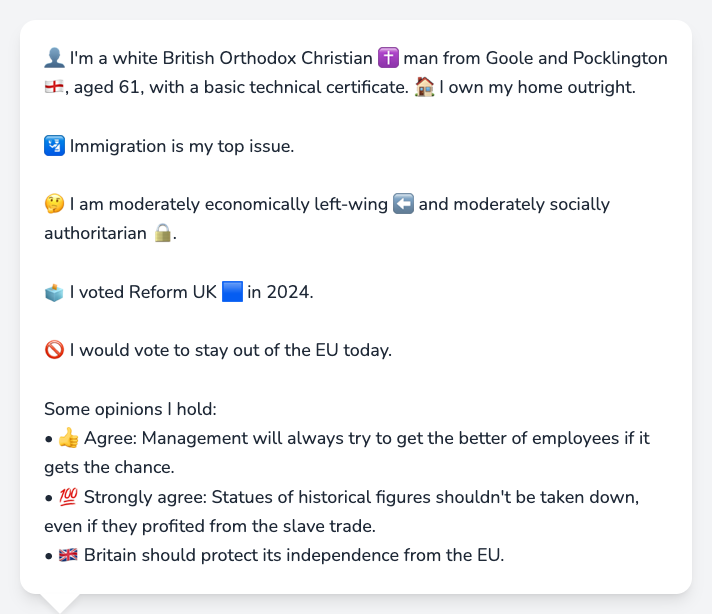 👤 I'm a white British Orthodox Christian ✝️ man from Goole and Pocklington
🏴󠁧󠁢󠁥󠁮󠁧󠁿, aged 61, with a basic technical certificate. 🏠 I own my home outright.
🛂 Immigration is my top issue.
🤔 I am moderately economically left-wing ⬅️ and moderately socially
authoritarian 🔒.
🗳️ I voted Reform UK 🟦 in 2024.
🚫 I would vote to stay out of the EU today.
Some opinions I hold:
• 👍 Agree: Management will always try to get the better of employees if it
gets the chance.
• 💯 Strongly agree: Statues of historical figures shouldn't be taken down,
even if they profited from the slave trade.
• 🇬🇧 Britain should protect its independence from the EU.